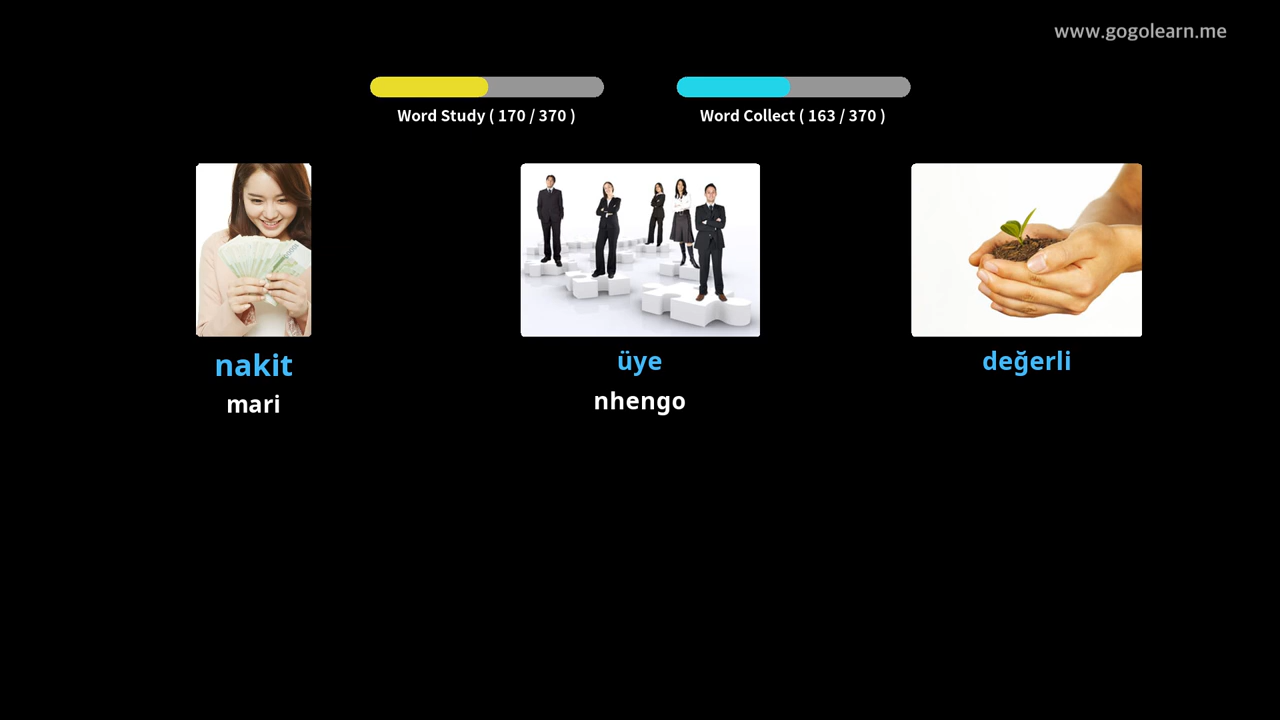 www.gogolearn.me
Word Study ( 170 / 370 )
Word Collect ( 163 / 370 )
nakit
mari
üye
nhengo
değerli